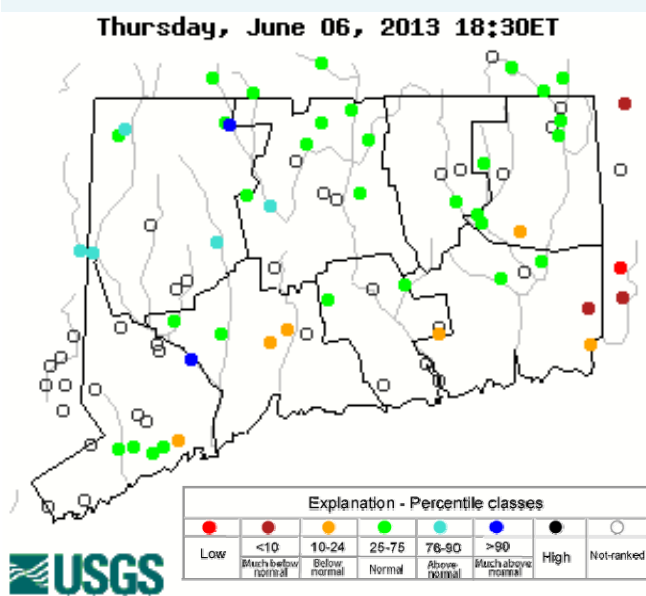 Thursday, June 06, 2013 18:30ET
Explanation - Percentile classes
Low <10 10-24 25-75 76-90 >90 High Not-ranked
Much below normal Below normal Normal Above normal Much above normal
USGS